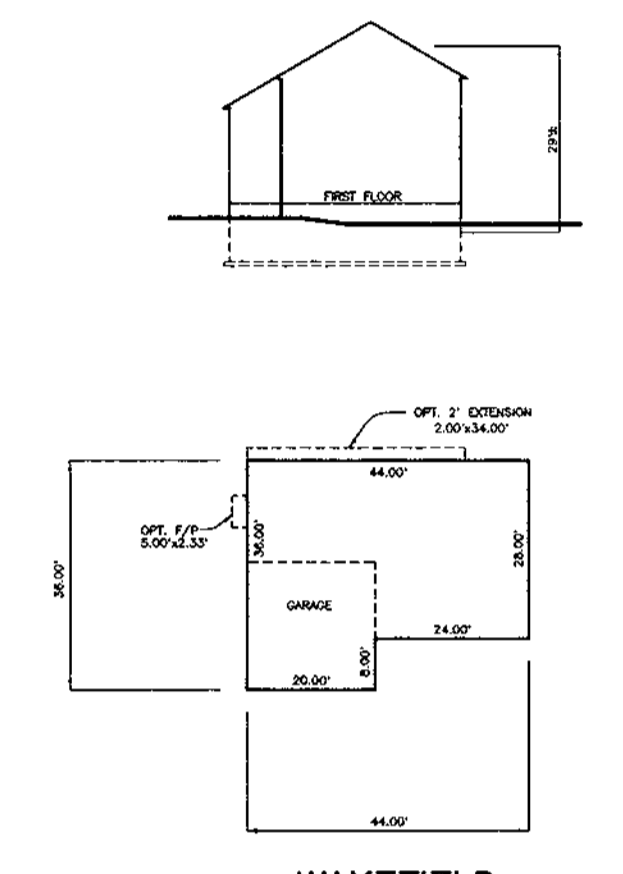 29'±
FIRST FLOOR
OPT. 2' EXTENSION
2.00'x34.00'
44.00'
OPT. F/P
5.00'x2.33'
36.00'
36.00'
28.00'
GARAGE
24.00'
8.00'
20.00'
44.00'